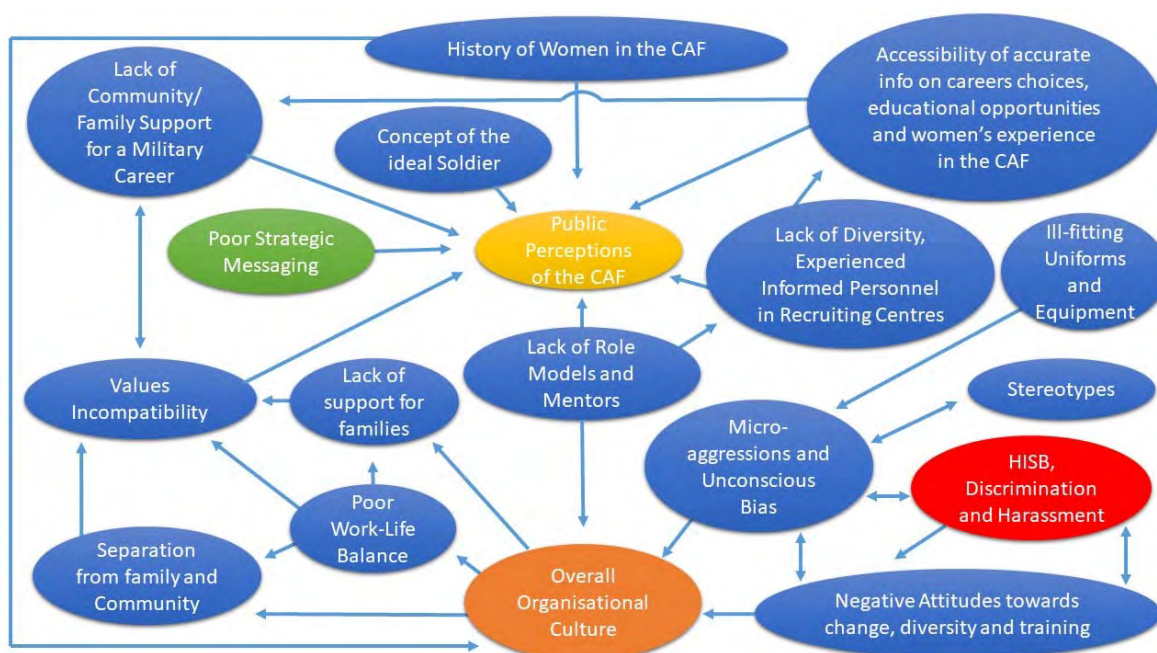 History of Women in the CAF
Lack of
Community/
Family Support
for a Military
Career
Accessibility of accurate
info on careers choices,
educational opportunities
and women's experience
in the CAF
Concept of the
ideal Soldier
Poor Strategic
Messaging
Public
Perceptions
of the CAF
Lack of Diversity,
Experienced
Informed Personnel
in Recruiting Centres
Ill-fitting
Uniforms
and
Equipment
Values
Incompatibility
Lack of
support for
families
Lack of Role
Models and
Mentors
Stereotypes
Micro-
aggressions and
Unconscious
Bias
HISB,
Discrimination
and Harassment
Poor
Work-Life
Balance
Separation
from family and
Community
Overall
Organisational
Culture
Negative Attitudes towards
change, diversity and training